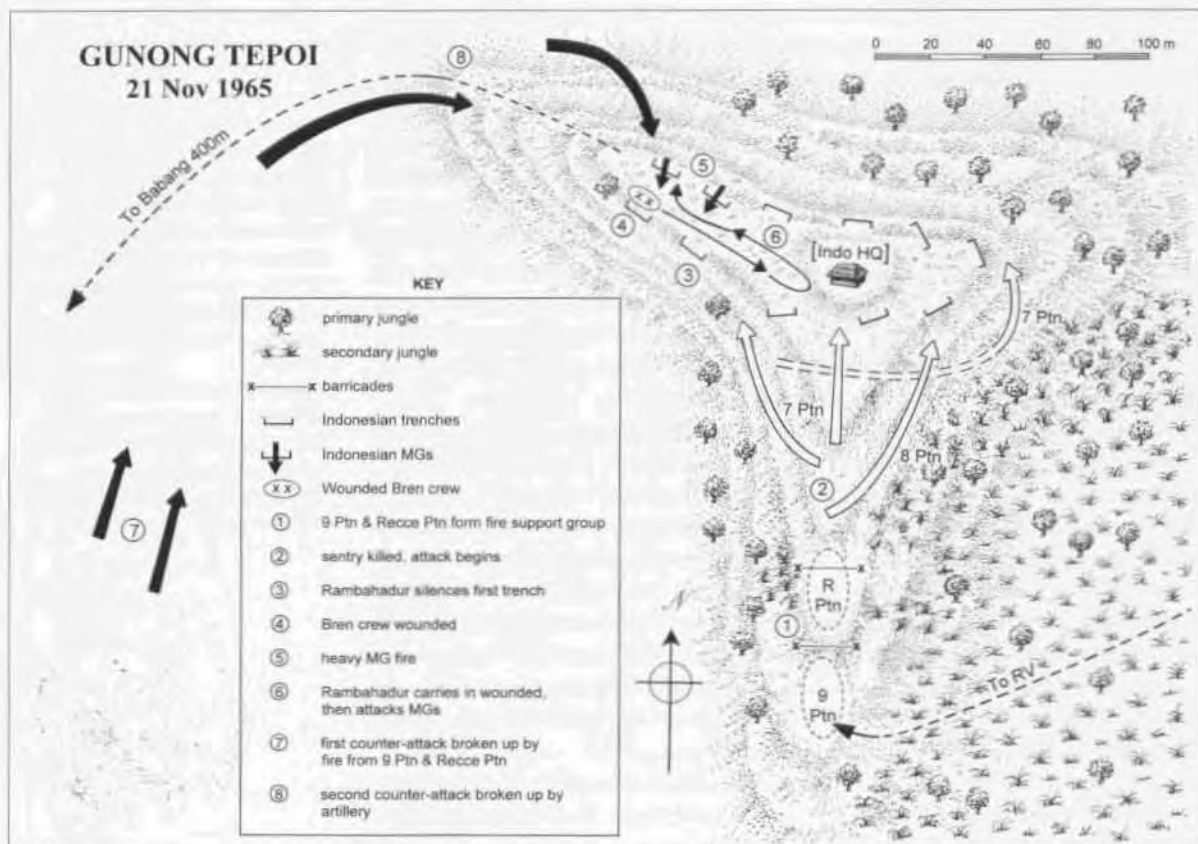 GUNONG TEPOI
21 Nov 1965
0 20 40 60 80 100 m
8
To Babang 400m
5
4
6
[Indo HQ]
3
7 Ptn
7 Ptn
8 Ptn
2
7
R
Ptn
1
9
Ptn
To RV
N
KEY
primary jungle
secondary jungle
x x barricades
Indonesian trenches
Indonesian MGs
x x Wounded Bren crew
1 9 Ptn & Recce Ptn form fire support group
2 sentry killed, attack begins
3 Rambahadur silences first trench
4 Bren crew wounded
5 heavy MG fire
6 Rambahadur carries in wounded,
then attacks MGs
7 first counter-attack broken up by
fire from 9 Ptn & Recce Ptn
8 second counter-attack broken up by
artillery